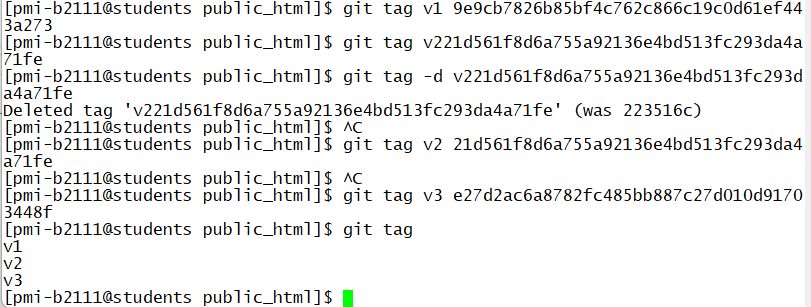 [pmi-b2111@students public_html]$ git tag v1 9e9cb7826b85bf4c762c866c19c0d61ef44
3a273
[pmi-b2111@students public_html]$ git tag v221d561f8d6a755a92136e4bd513fc293da4a
71fe
[pmi-b2111@students public_html]$ git tag -d v221d561f8d6a755a92136e4bd513fc293d
a4a71fe
Deleted tag 'v221d561f8d6a755a92136e4bd513fc293da4a71fe' (was 223516c)
[pmi-b2111@students public_html]$ ^C
[pmi-b2111@students public_html]$ git tag v2 21d561f8d6a755a92136e4bd513fc293da4
a71fe
[pmi-b2111@students public_html]$ ^C
[pmi-b2111@students public_html]$ git tag v3 e27d2ac6a8782fc485bb887c27d010d9170
3448f
[pmi-b2111@students public_html]$ git tag
v1
v2
v3
[pmi-b2111@students public_html]$